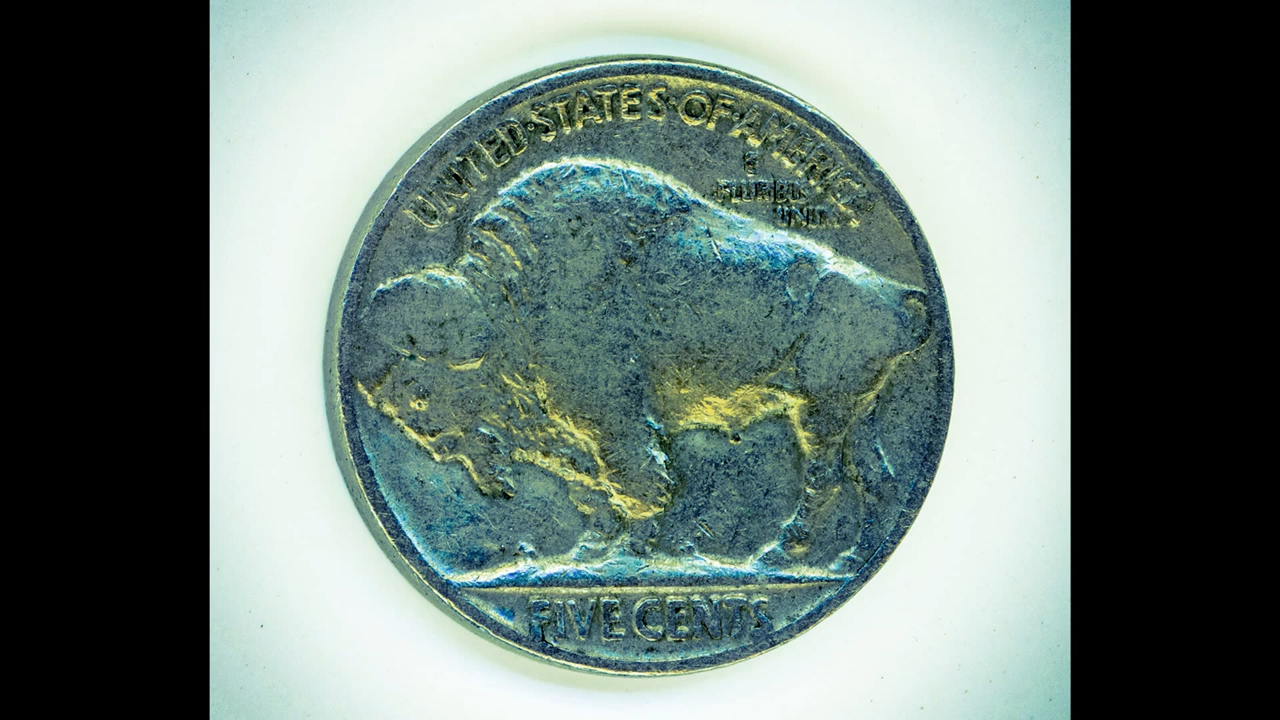 UNITED·STATES·OF·AMERICA
E
PLURIBUS
UNUM
FIVE CENTS